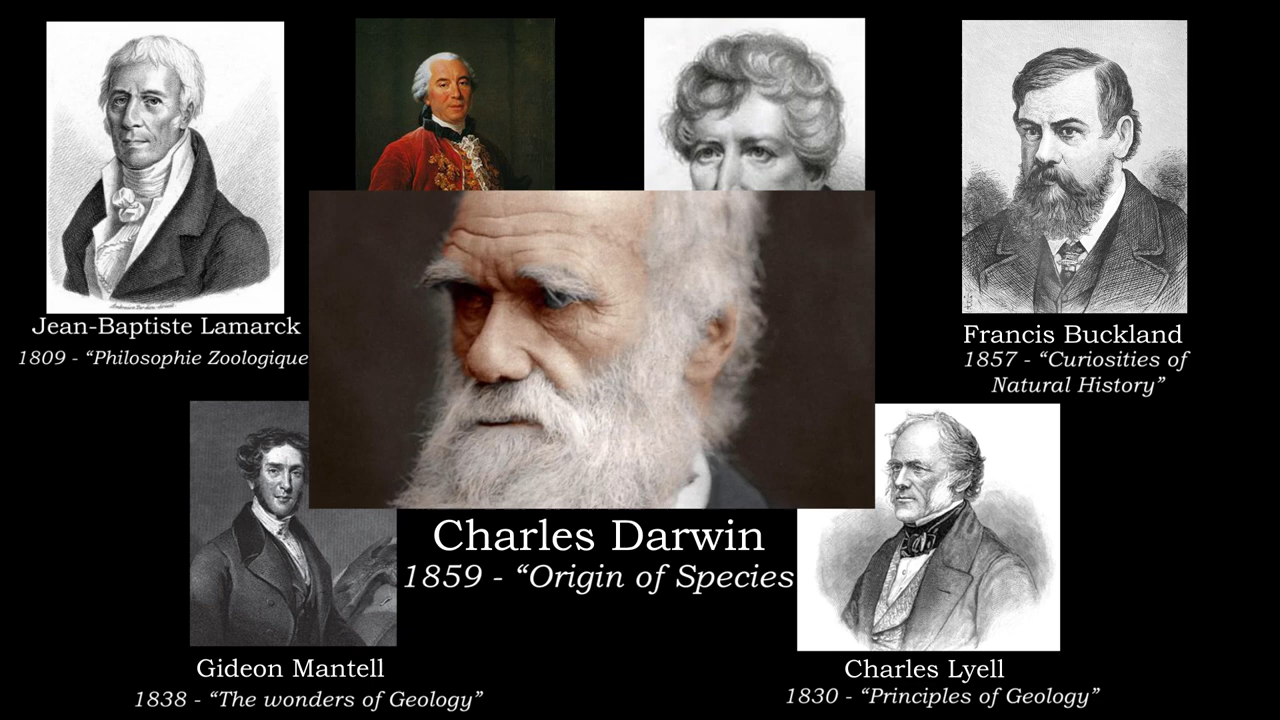 Jean-Baptiste Lamarck
1809 - “Philosophie Zoologique
Francis Buckland
1857 - “Curiosities of
Natural History”
Charles Darwin
1859 - “Origin of Species
Gideon Mantell
1838 - “The wonders of Geology”
Charles Lyell
1830 - “Principles of Geology”